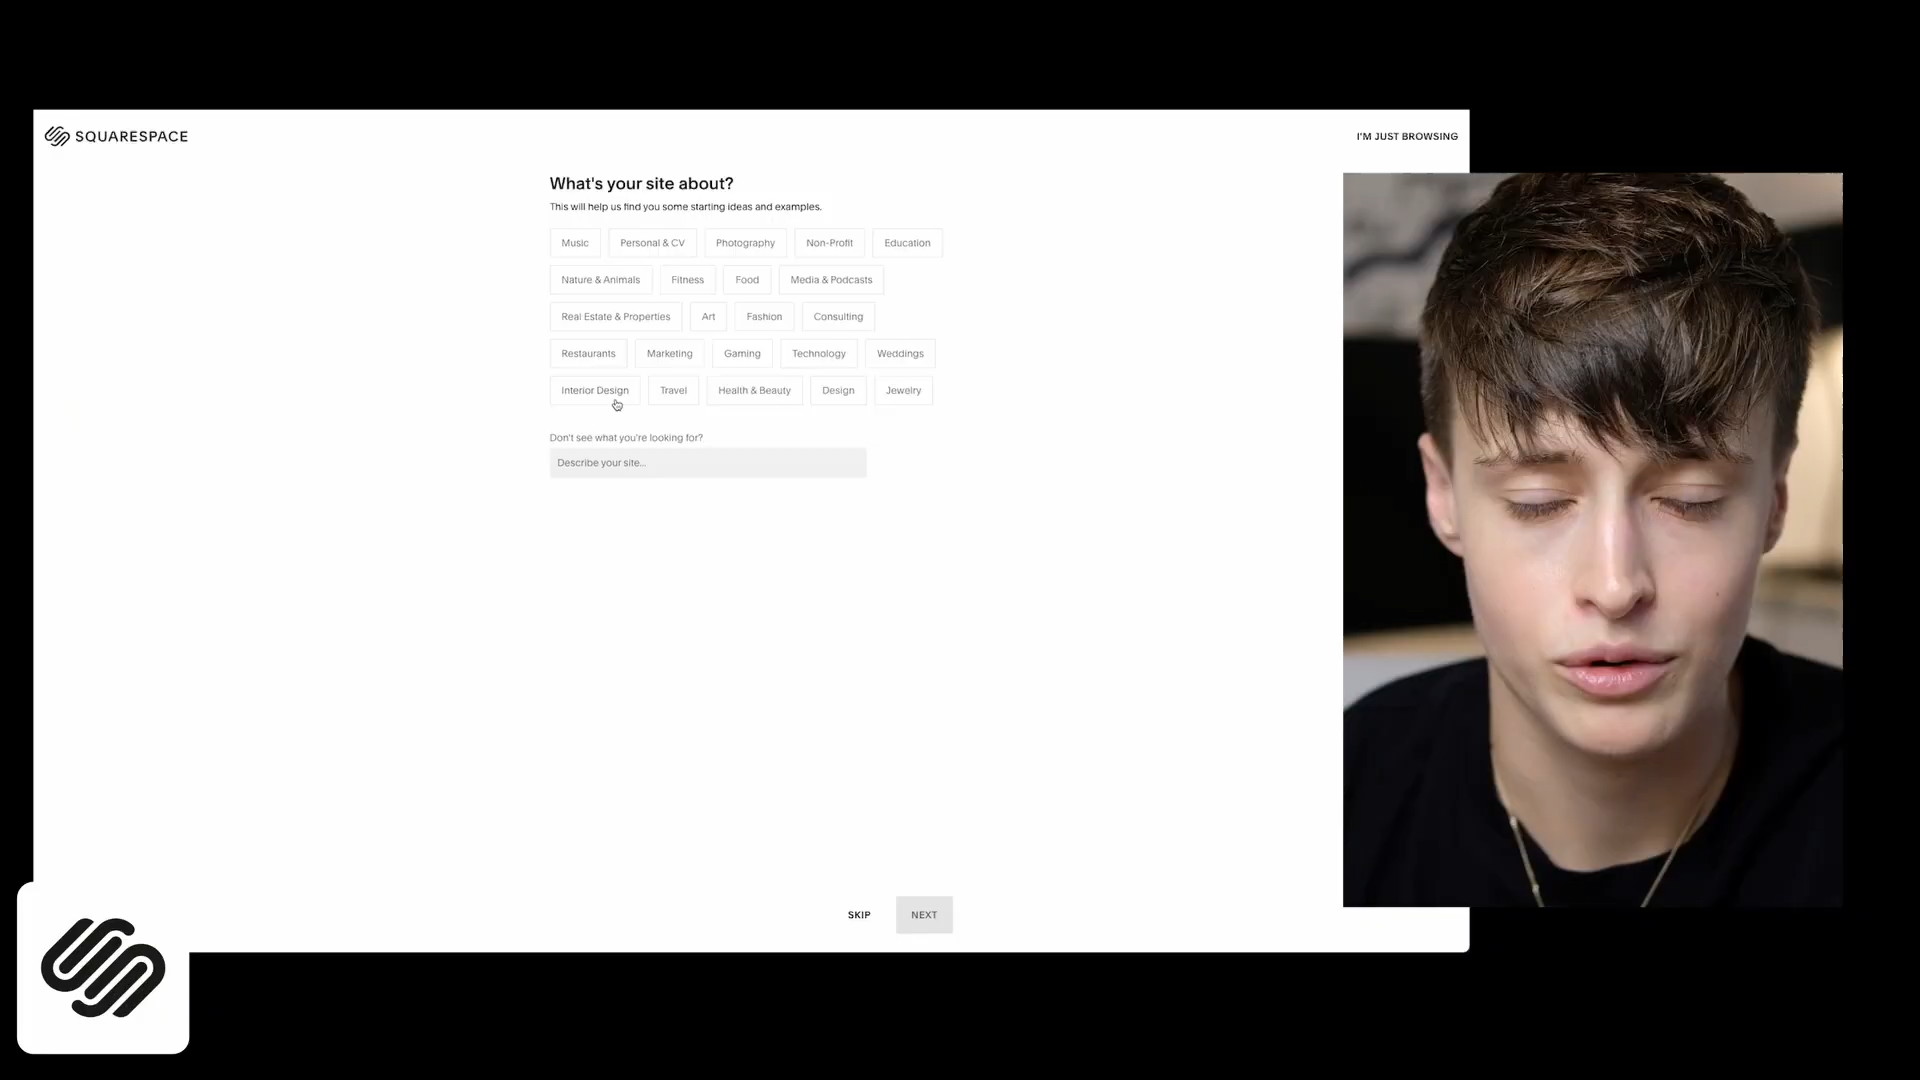 SQUARESPACE
I'M JUST BROWSING
What's your site about?
This will help us find you some starting ideas and examples.
Music Personal & CV Photography Non-Profit Education
Nature & Animals Fitness Food Media & Podcasts
Real Estate & Properties Art Fashion Consulting
Restaurants Marketing Gaming Technology Weddings
Interior Design Travel Health & Beauty Design Jewelry
Don't see what you're looking for?
Describe your site...
SKIP NEXT